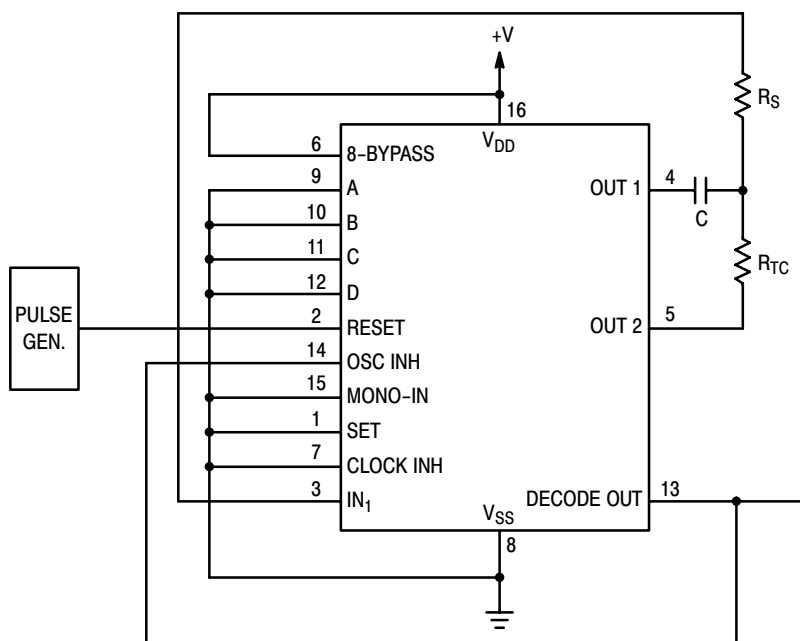 +V
16
V_DD
R_S
6 8-BYPASS
9 A
10 B
11 C
12 D
2 RESET
14 OSC INH
15 MONO-IN
1 SET
7 CLOCK INH
3 IN_1
OUT 1 4
C
R_TC
OUT 2 5
DECODE OUT 13
V_SS
8
PULSE
GEN.